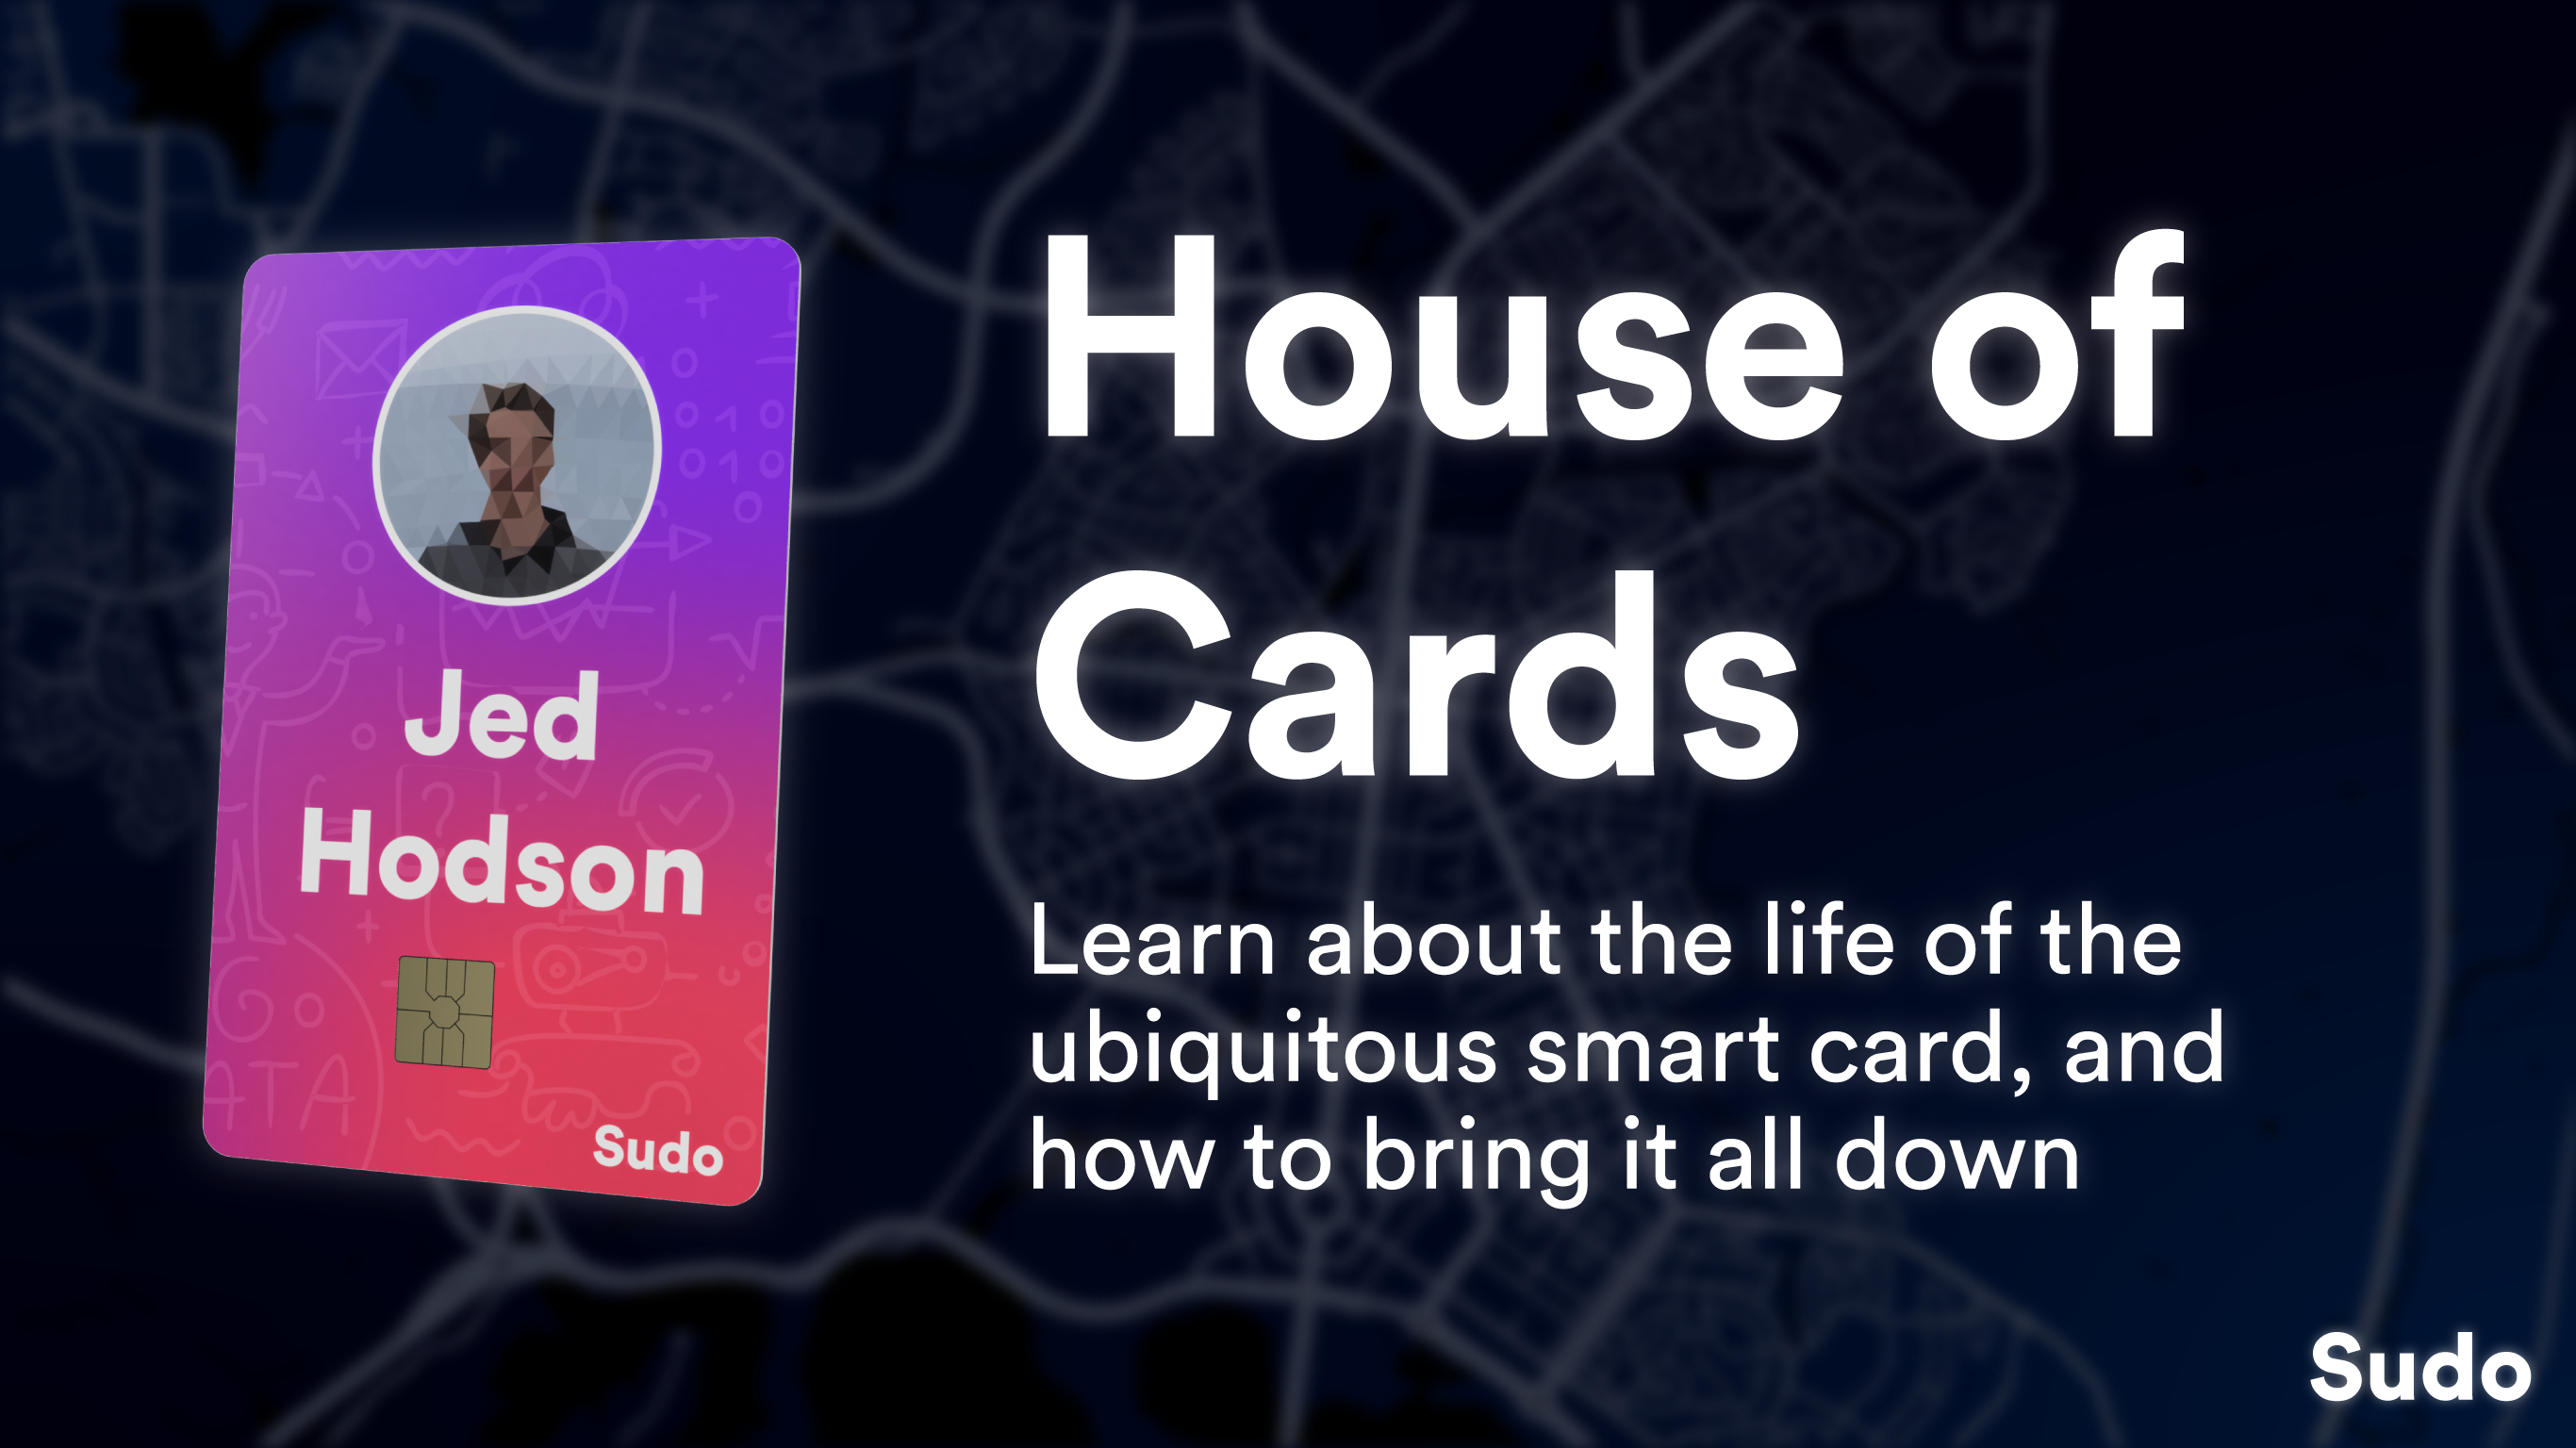 Jed
Hodson
Sudo
House of
Cards
Learn about the life of the
ubiquitous smart card, and
how to bring it all down
Sudo